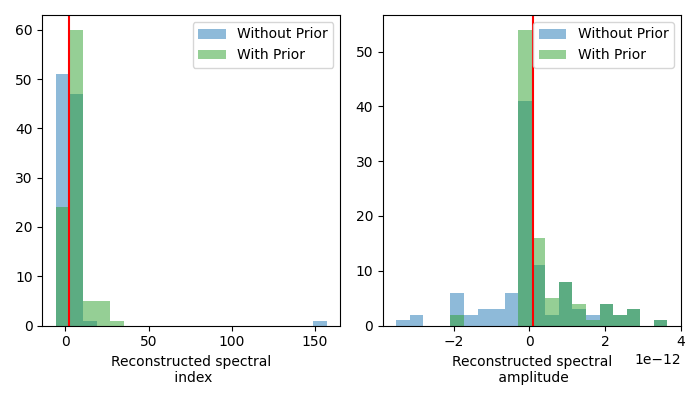 60
50
40
30
20
10
0
0
50
100
150
Without Prior
With Prior
Reconstructed spectral
index
50
40
30
20
10
0
−2
0
2
4
1e−12
Without Prior
With Prior
Reconstructed spectral
amplitude